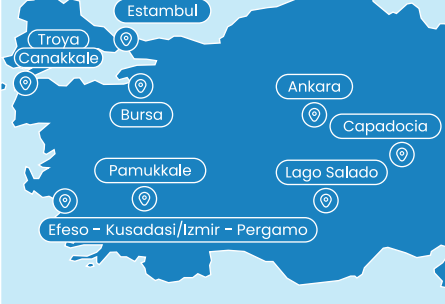 Estambul
Troya
Canakkale
Bursa
Ankara
Capadocia
Pamukkale
Lago Salado
Efeso - Kusadasi/Izmir - Pergamo